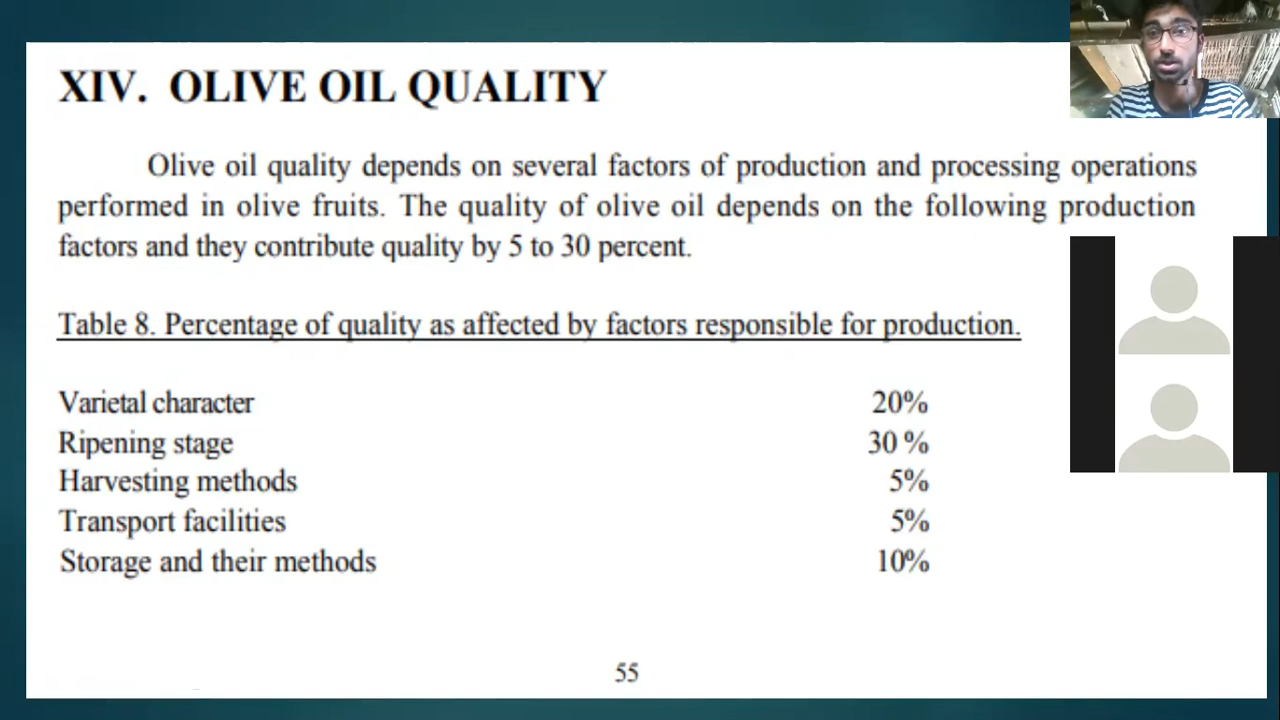 XIV. OLIVE OIL QUALITY
Olive oil quality depends on several factors of production and processing operations
performed in olive fruits. The quality of olive oil depends on the following production
factors and they contribute quality by 5 to 30 percent.
Table 8. Percentage of quality as affected by factors responsible for production.
Varietal character 20%
Ripening stage 30 %
Harvesting methods 5%
Transport facilities 5%
Storage and their methods 10%
55